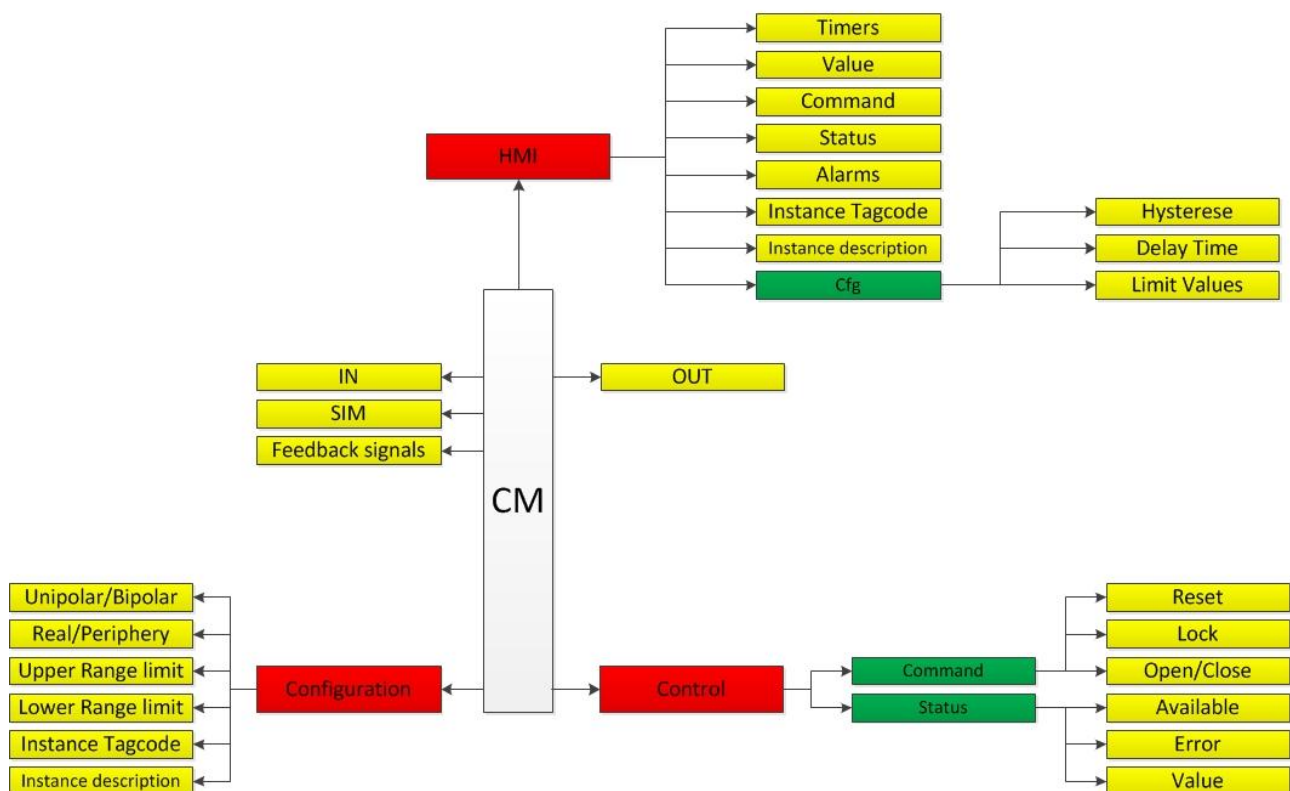 Timers
Value
Command
Status
Alarms
Instance Tagcode
Instance description
Cfg
HMI
Hysterese
Delay Time
Limit Values
IN
SIM
Feedback signals
OUT
CM
Unipolar/Bipolar
Real/Periphery
Upper Range limit
Lower Range limit
Instance Tagcode
Instance description
Configuration
Control
Command
Status
Reset
Lock
Open/Close
Available
Error
Value